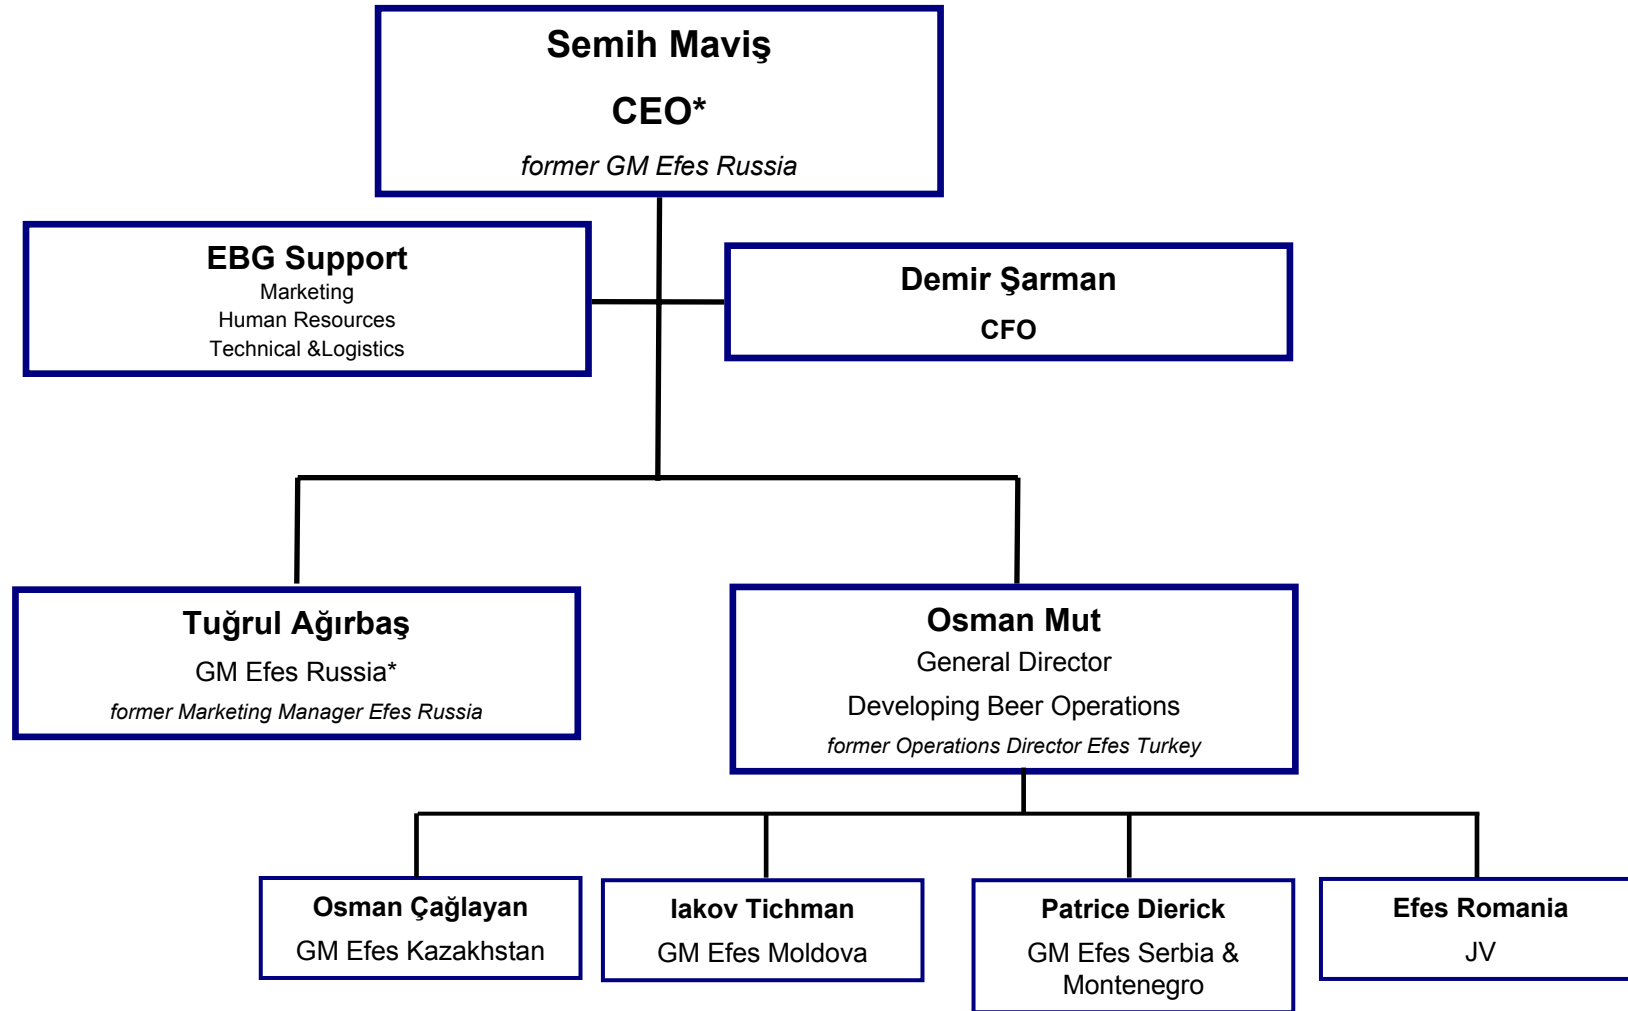 Semih Maviş
CEO*
former GM Efes Russia
EBG Support
Marketing
Human Resources
Technical &Logistics
Demir Şarman
CFO
Tuğrul Ağırbaş
GM Efes Russia*
former Marketing Manager Efes Russia
Osman Mut
General Director
Developing Beer Operations
former Operations Director Efes Turkey
Osman Çağlayan
GM Efes Kazakhstan
Iakov Tichman
GM Efes Moldova
Patrice Dierick
GM Efes Serbia &
Montenegro
Efes Romania
JV